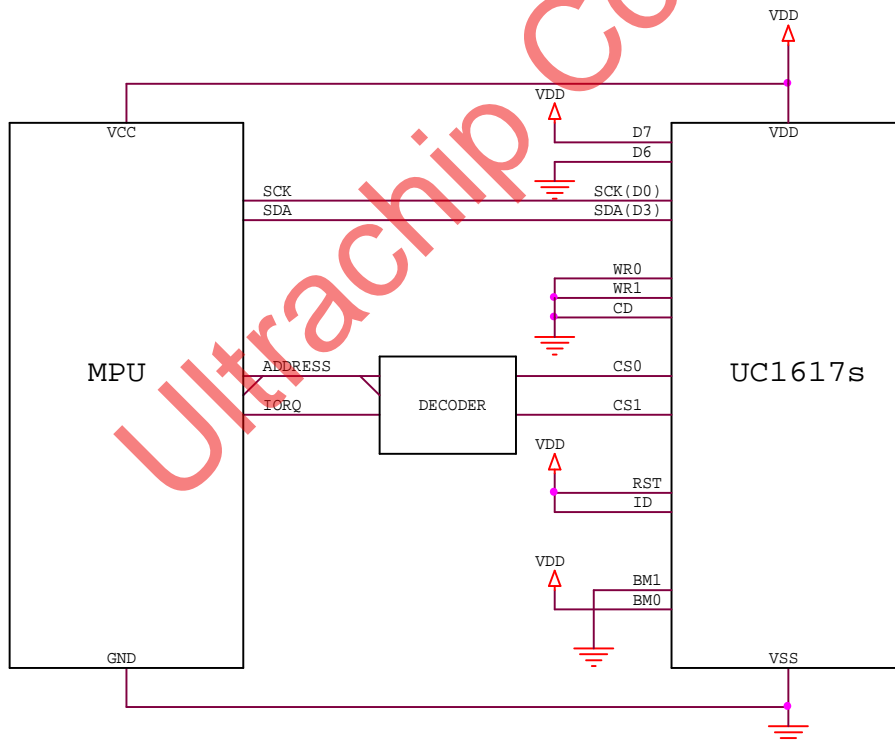 VDD
VDD
VCC
D7
VDD
D6
SCK
SCK(D0)
SDA
SDA(D3)
WR0
WR1
CD
MPU
ADDRESS
CS0
UC1617s
IORQ
DECODER
CS1
VDD
RST
ID
VDD
BM1
BM0
GND
VSS
Ultrachip Co